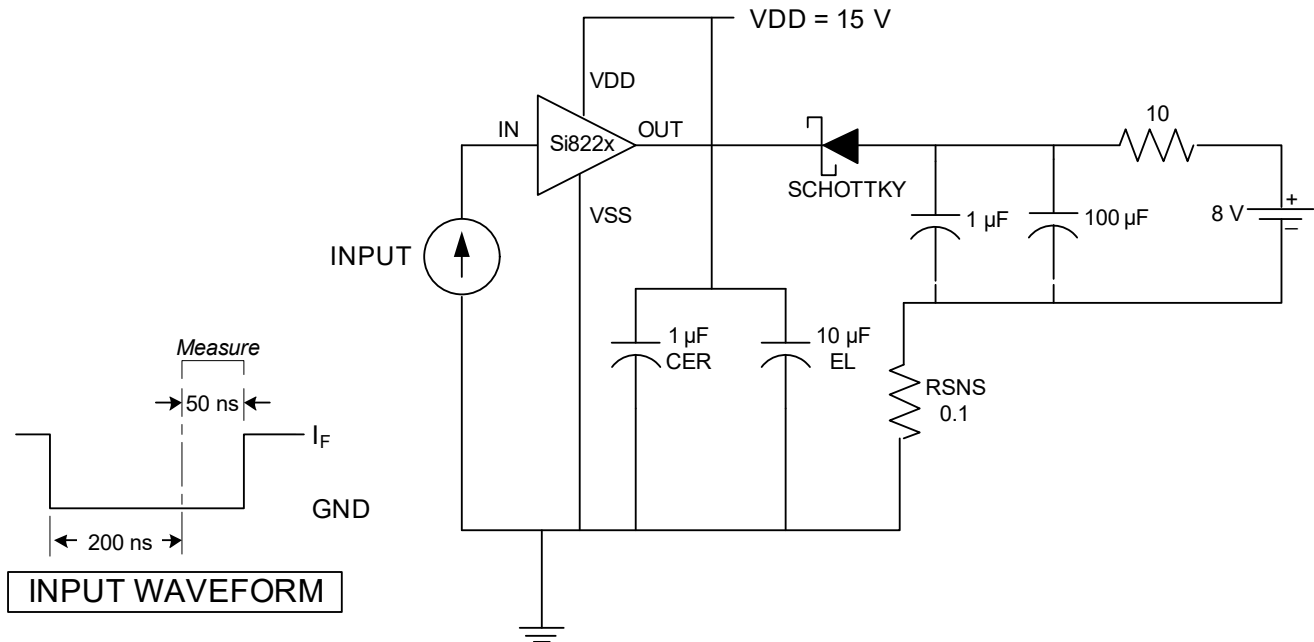 VDD = 15 V
VDD
IN
Si822x
OUT
10
SCHOTTKY
VSS
1 µF
100 µF
8 V
+
−
INPUT
1 µF
CER
10 µF
EL
RSNS
0.1
Measure
50 ns
IF
GND
200 ns
INPUT WAVEFORM